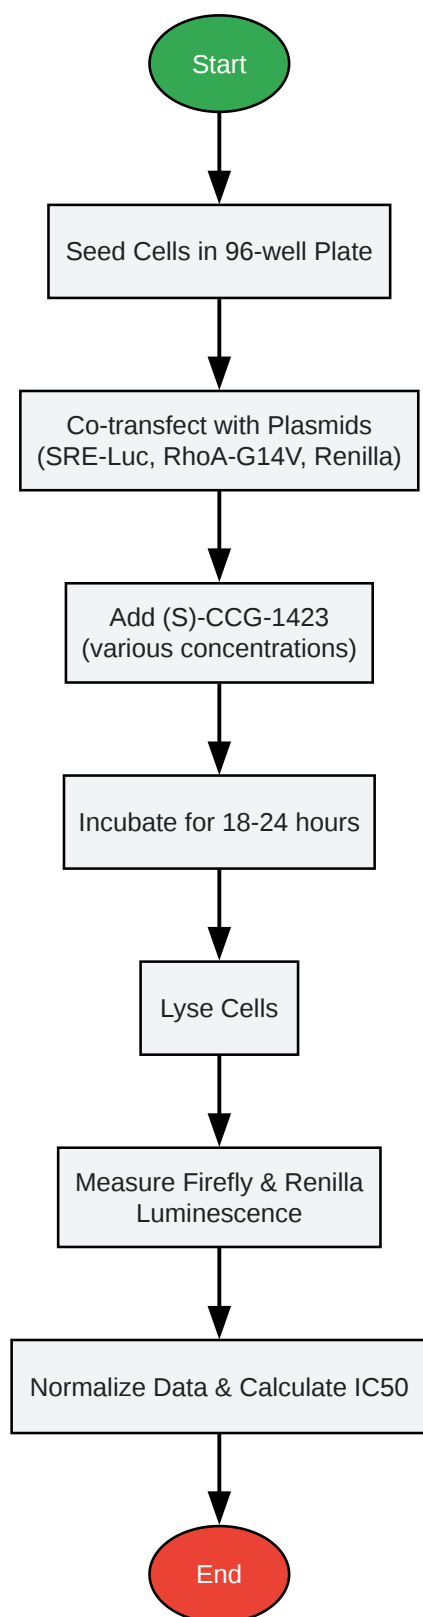 Start
Seed Cells in 96-well Plate
Co-transfect with Plasmids
(SRE-Luc, RhoA-G14V, Renilla)
Add (S)-CCG-1423
(various concentrations)
Incubate for 18-24 hours
Lyse Cells
Measure Firefly & Renilla
Luminescence
Normalize Data & Calculate IC50
End